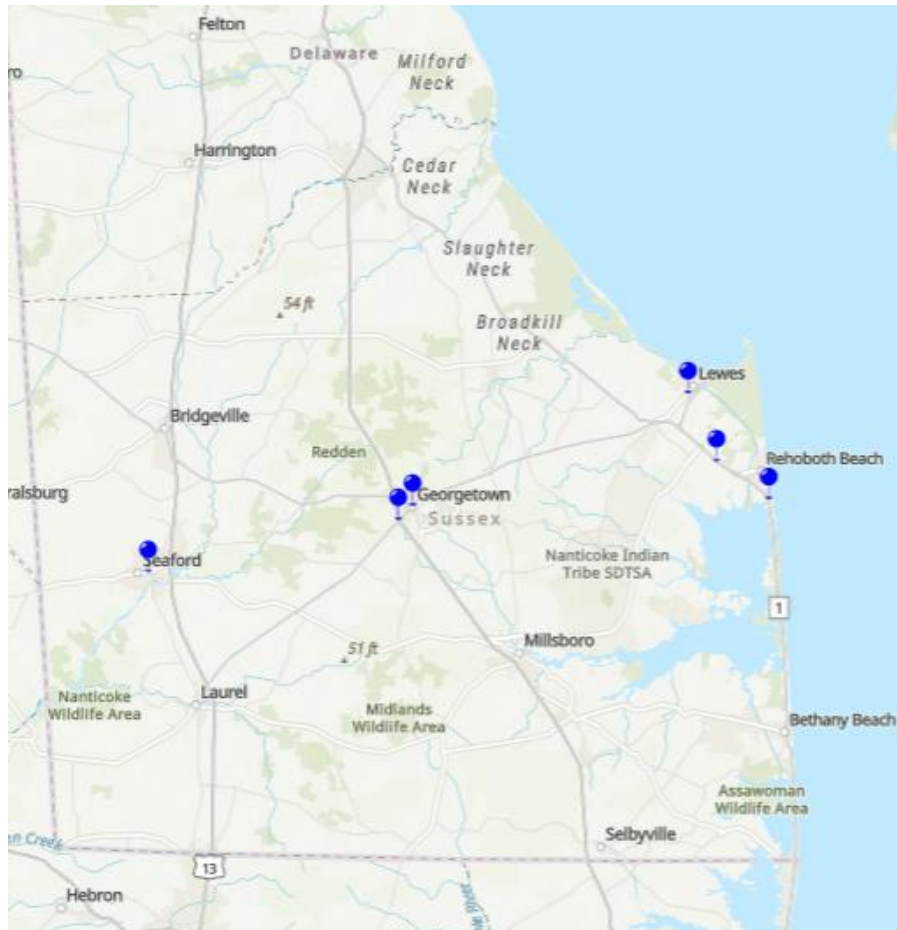 Felton
Delaware
Milford
Neck
ro
Harrington
Cedar
Neck
Slaughter
Neck
54 ft
Broadkill
Neck
Lewes
Bridgeville
Redden
Rehoboth Beach
ralsburg
Georgetown
Sussex
Seaford
Nanticoke Indian
Tribe SDTSA
1
Millsboro
51 ft
Nanticoke
Wildlife Area
Laurel
Midlands
Wildlife Area
Bethany Beach
Assawoman
Wildlife Area
Selbyville
Creek
13
Hebron
River